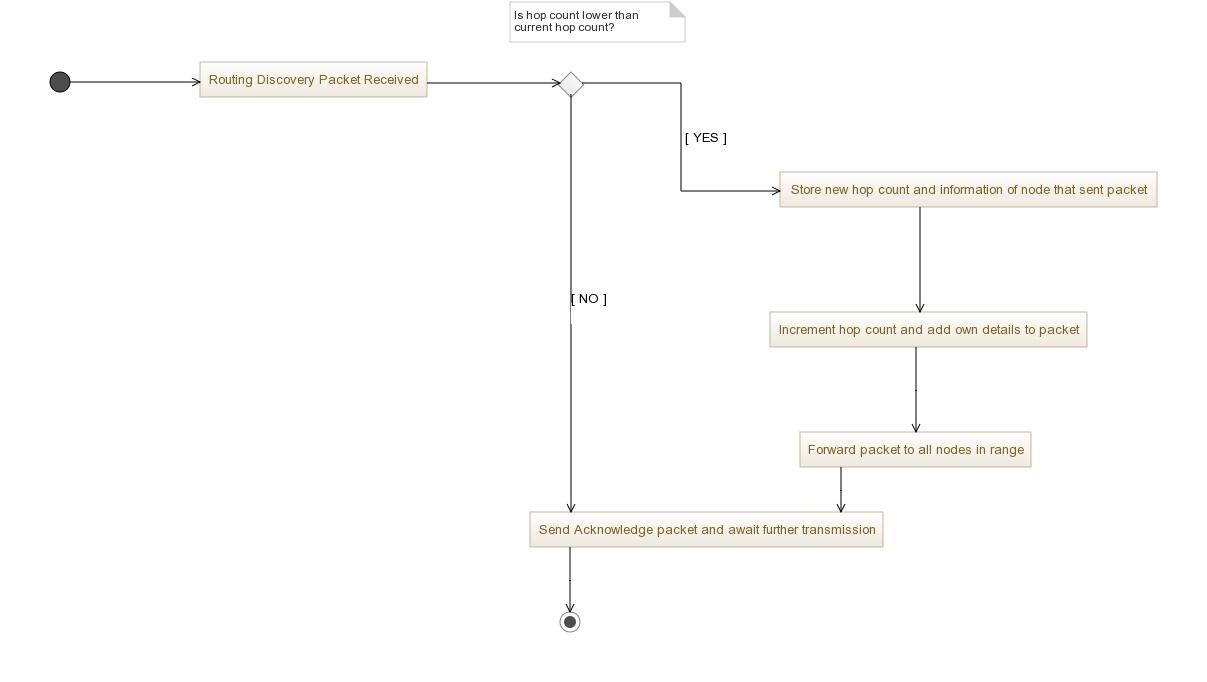 Is hop count lower than
current hop count?
Routing Discovery Packet Received
[ YES ]
Store new hop count and information of node that sent packet
[ NO ]
Increment hop count and add own details to packet
Forward packet to all nodes in range
Send Acknowledge packet and await further transmission